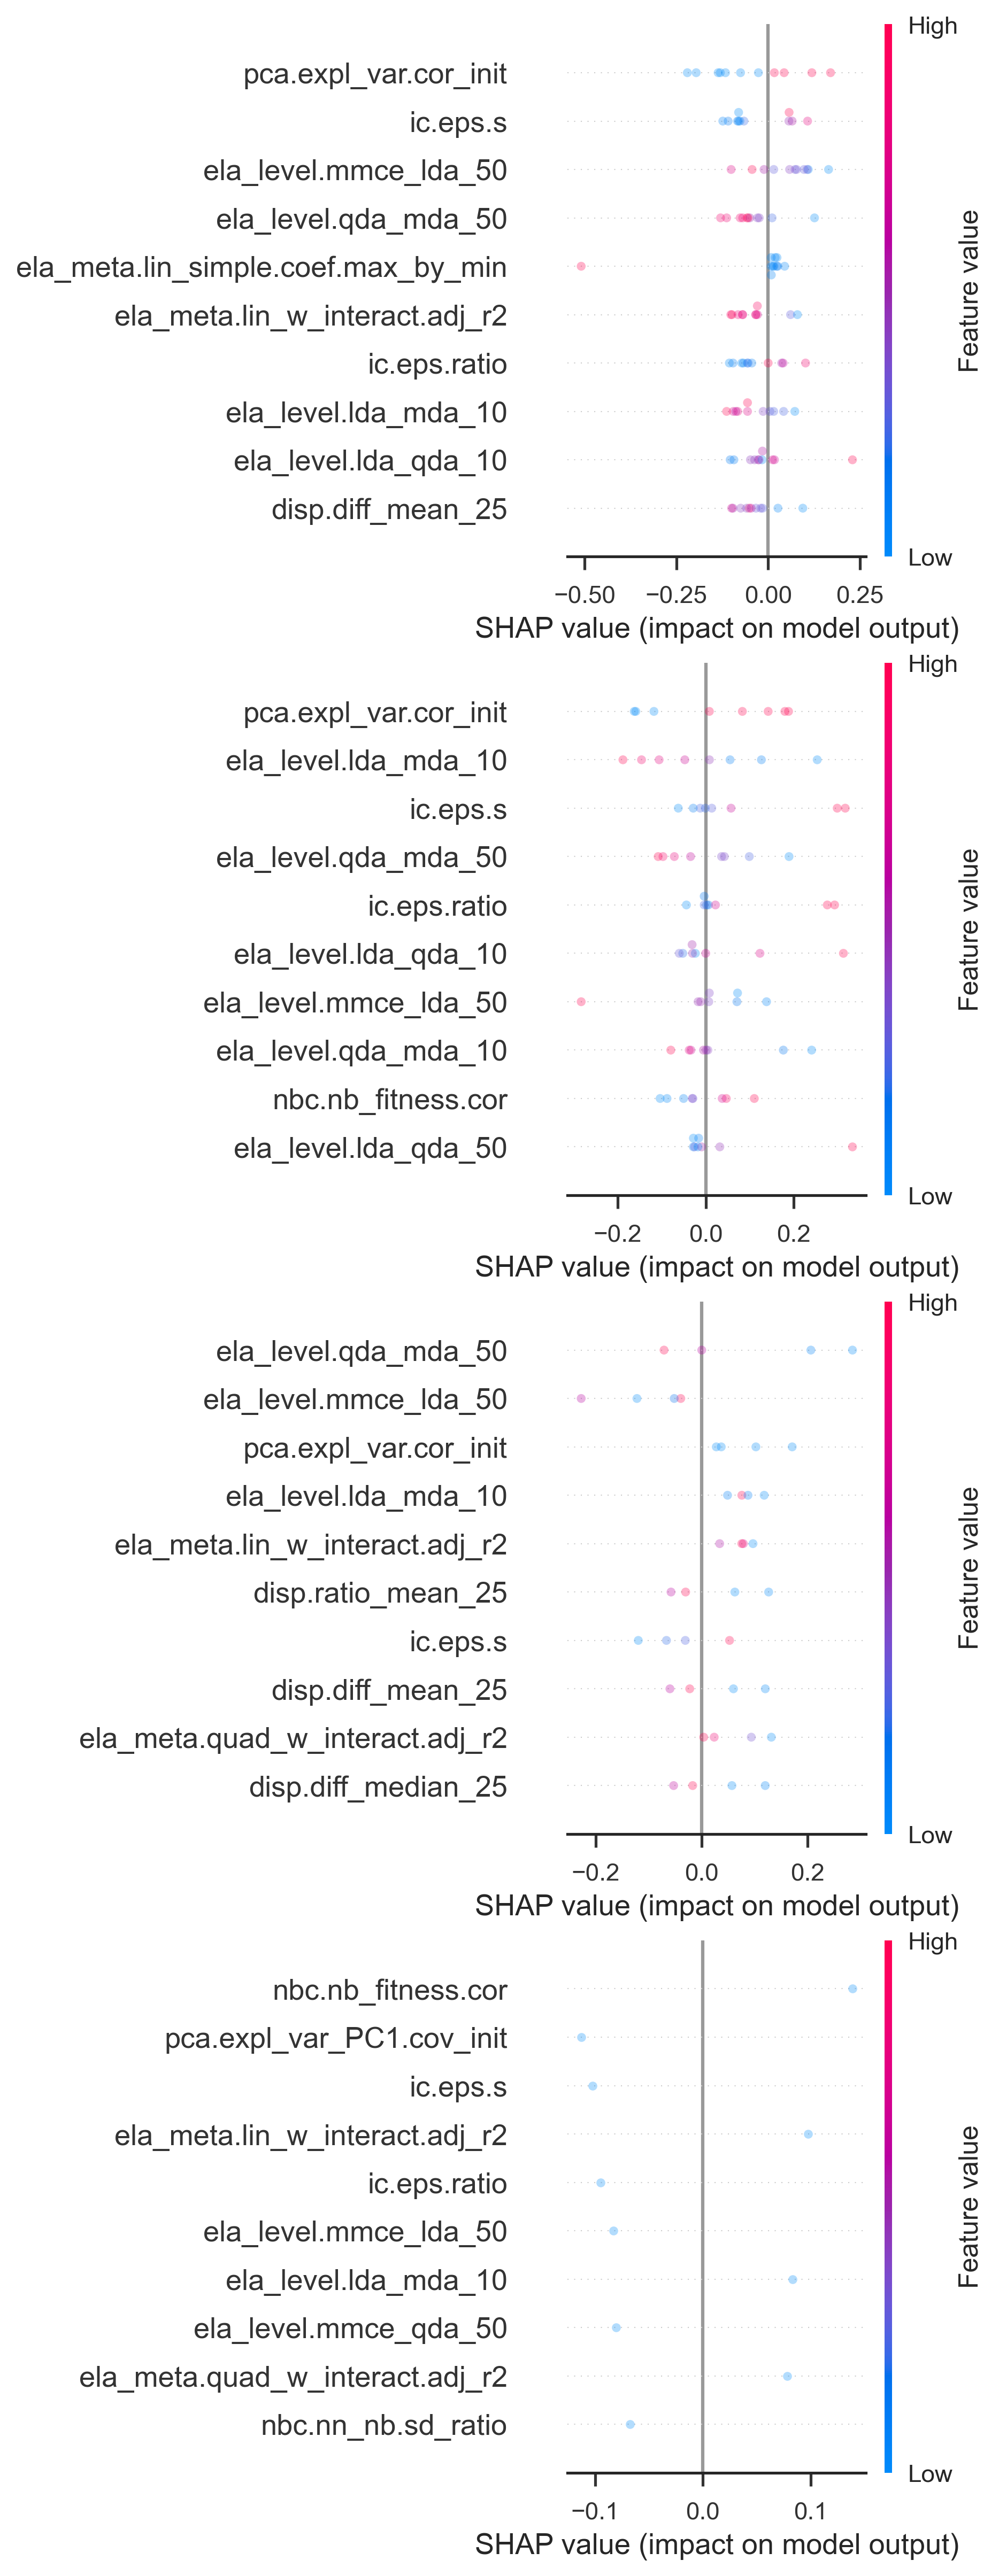 High
pca.expl_var.cor_init
ic.eps.s
ela_level.mmce_lda_50
ela_level.qda_mda_50
ela_meta.lin_simple.coef.max_by_min
ela_meta.lin_w_interact.adj_r2
ic.eps.ratio
ela_level.lda_mda_10
ela_level.lda_qda_10
disp.diff_mean_25
Feature value
Low
−0.50 −0.25 0.00 0.25
SHAP value (impact on model output)
High
pca.expl_var.cor_init
ela_level.lda_mda_10
ic.eps.s
ela_level.qda_mda_50
ic.eps.ratio
ela_level.lda_qda_10
ela_level.mmce_lda_50
ela_level.qda_mda_10
nbc.nb_fitness.cor
ela_level.lda_qda_50
Feature value
Low
−0.2 0.0 0.2
SHAP value (impact on model output)
High
ela_level.qda_mda_50
ela_level.mmce_lda_50
pca.expl_var.cor_init
ela_level.lda_mda_10
ela_meta.lin_w_interact.adj_r2
disp.ratio_mean_25
ic.eps.s
disp.diff_mean_25
ela_meta.quad_w_interact.adj_r2
disp.diff_median_25
Feature value
Low
−0.2 0.0 0.2
SHAP value (impact on model output)
High
nbc.nb_fitness.cor
pca.expl_var_PC1.cov_init
ic.eps.s
ela_meta.lin_w_interact.adj_r2
ic.eps.ratio
ela_level.mmce_lda_50
ela_level.lda_mda_10
ela_level.mmce_qda_50
ela_meta.quad_w_interact.adj_r2
nbc.nn_nb.sd_ratio
Feature value
Low
−0.1 0.0 0.1
SHAP value (impact on model output)